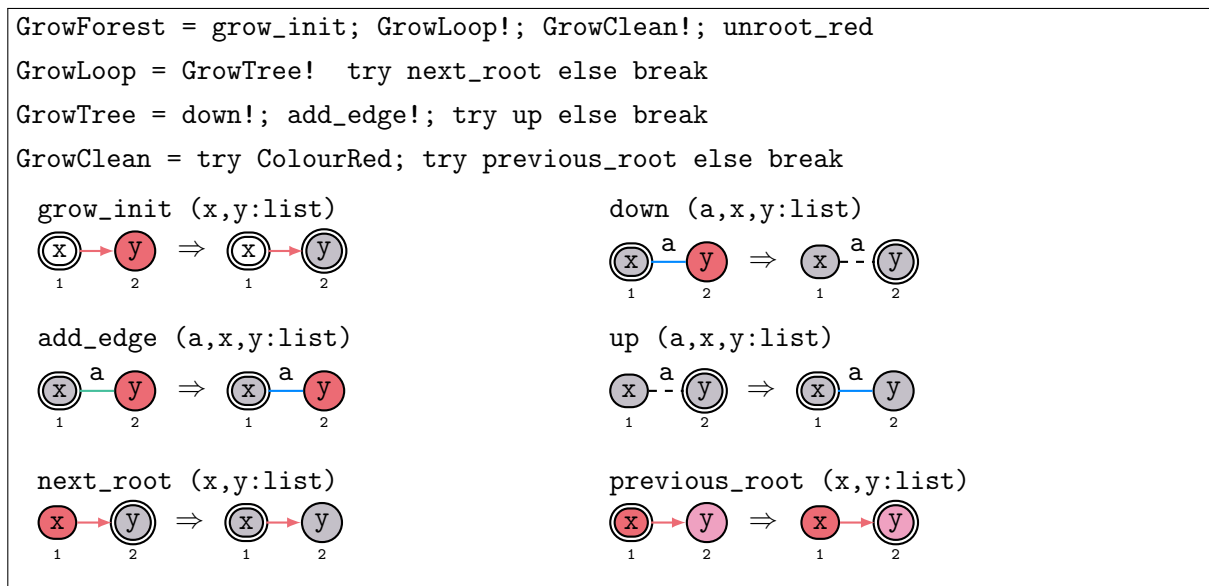 GrowForest = grow_init; GrowLoop!; GrowClean!; unroot_red
GrowLoop = GrowTree! try next_root else break
GrowTree = down!; add_edge!; try up else break
GrowClean = try ColourRed; try previous_root else break
grow_init (x,y:list)
x y ⇒ x y
1 2 1 2
down (a,x,y:list)
x a y ⇒ x a y
1 2 1 2
add_edge (a,x,y:list)
x a y ⇒ x a y
1 2 1 2
up (a,x,y:list)
x a y ⇒ x a y
1 2 1 2
next_root (x,y:list)
x y ⇒ x y
1 2 1 2
previous_root (x,y:list)
x y ⇒ x y
1 2 1 2